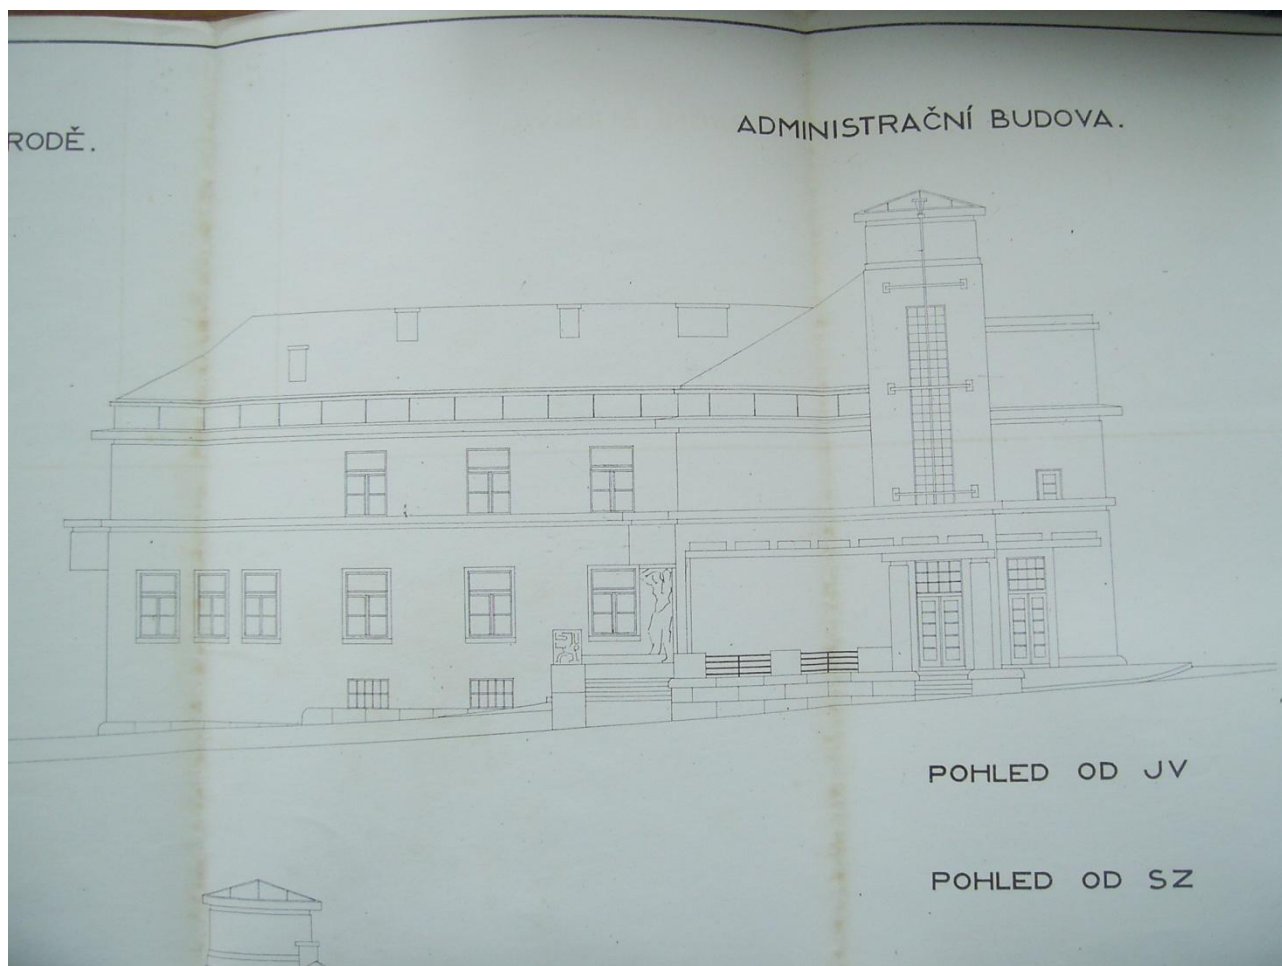 RODĚ.
ADMINISTRAČNÍ BUDOVA.
POHLED OD JV
POHLED OD SZ